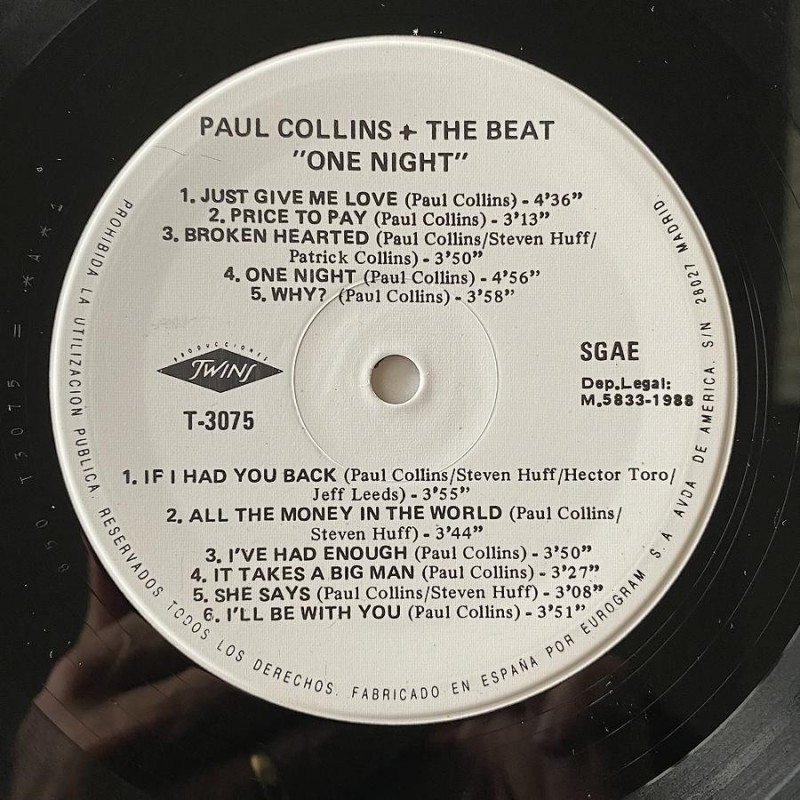 PAUL COLLINS + THE BEAT
"ONE NIGHT"
1. JUST GIVE ME LOVE (Paul Collins) - 4'36"
2. PRICE TO PAY (Paul Collins) - 3'13"
3. BROKEN HEARTED (Paul Collins/Steven Huff/
Patrick Collins) - 3'50"
4. ONE NIGHT (Paul Collins) - 4'56"
5. WHY? (Paul Collins) - 3'58"
PRODUCCIONES
TWINS
T-3075
SGAE
Dep.Legal:
M.5833-1988
1. IF I HAD YOU BACK (Paul Collins/Steven Huff/Hector Toro/
Jeff Leeds) - 3'55"
2. ALL THE MONEY IN THE WORLD (Paul Collins/
Steven Huff) - 3'44"
3. I'VE HAD ENOUGH (Paul Collins) - 3'50"
4. IT TAKES A BIG MAN (Paul Collins) - 3'27"
5. SHE SAYS (Paul Collins/Steven Huff) - 3'08"
6. I'LL BE WITH YOU (Paul Collins) - 3'51"
PROHIBIDA LA UTILIZACION PUBLICA. RESERVADOS TODOS LOS DERECHOS. FABRICADO EN ESPAÑA POR EUROGRAM S.A AVDA DE AMERICA. S/N 28027 MADRID.
T3075 =